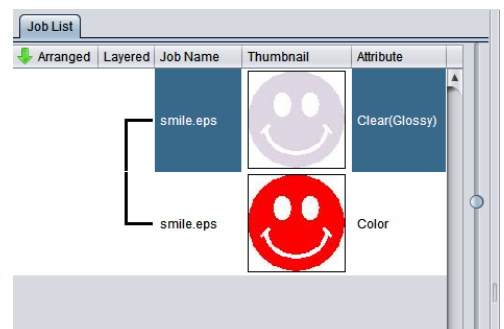 Job List
Arranged Layered Job Name Thumbnail Attribute
smile.eps Clear(Glossy)
smile.eps Color